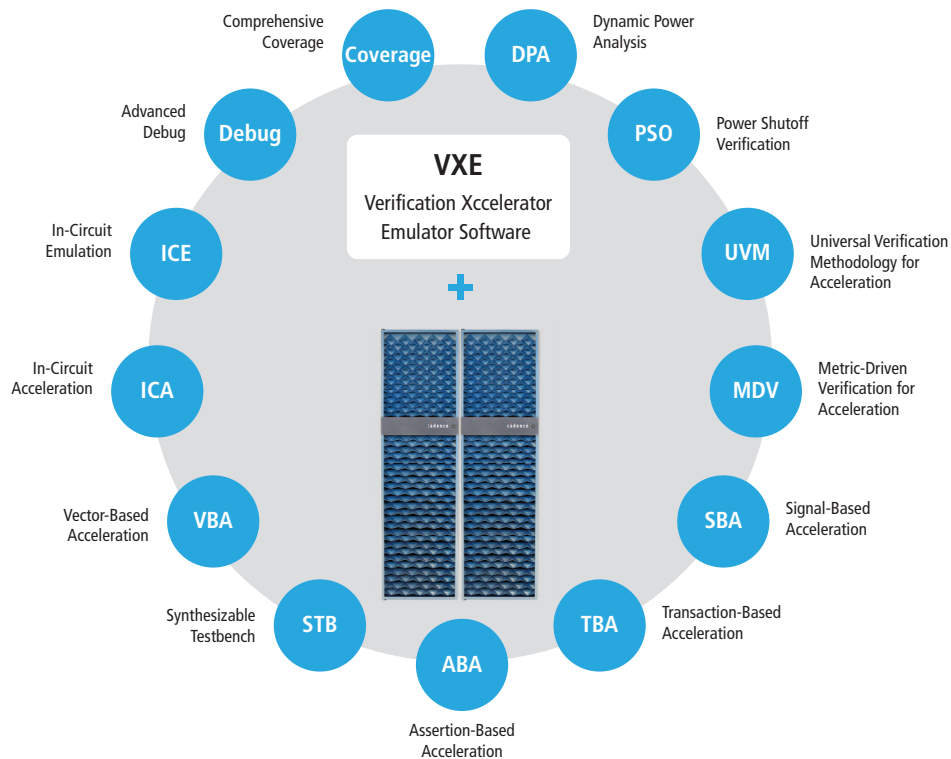 Comprehensive
Coverage
Coverage
DPA
Dynamic Power
Analysis
Advanced
Debug
Debug
PSO
Power Shutoff
Verification
VXE
Verification Xccelerator
Emulator Software
In-Circuit
Emulation
ICE
UVM
Universal Verification
Methodology for
Acceleration
+
In-Circuit
Acceleration
ICA
MDV
Metric-Driven
Verification for
Acceleration
cadence
cadence
Vector-Based
Acceleration
VBA
SBA
Signal-Based
Acceleration
Synthesizable
Testbench
STB
TBA
Transaction-Based
Acceleration
ABA
Assertion-Based
Acceleration